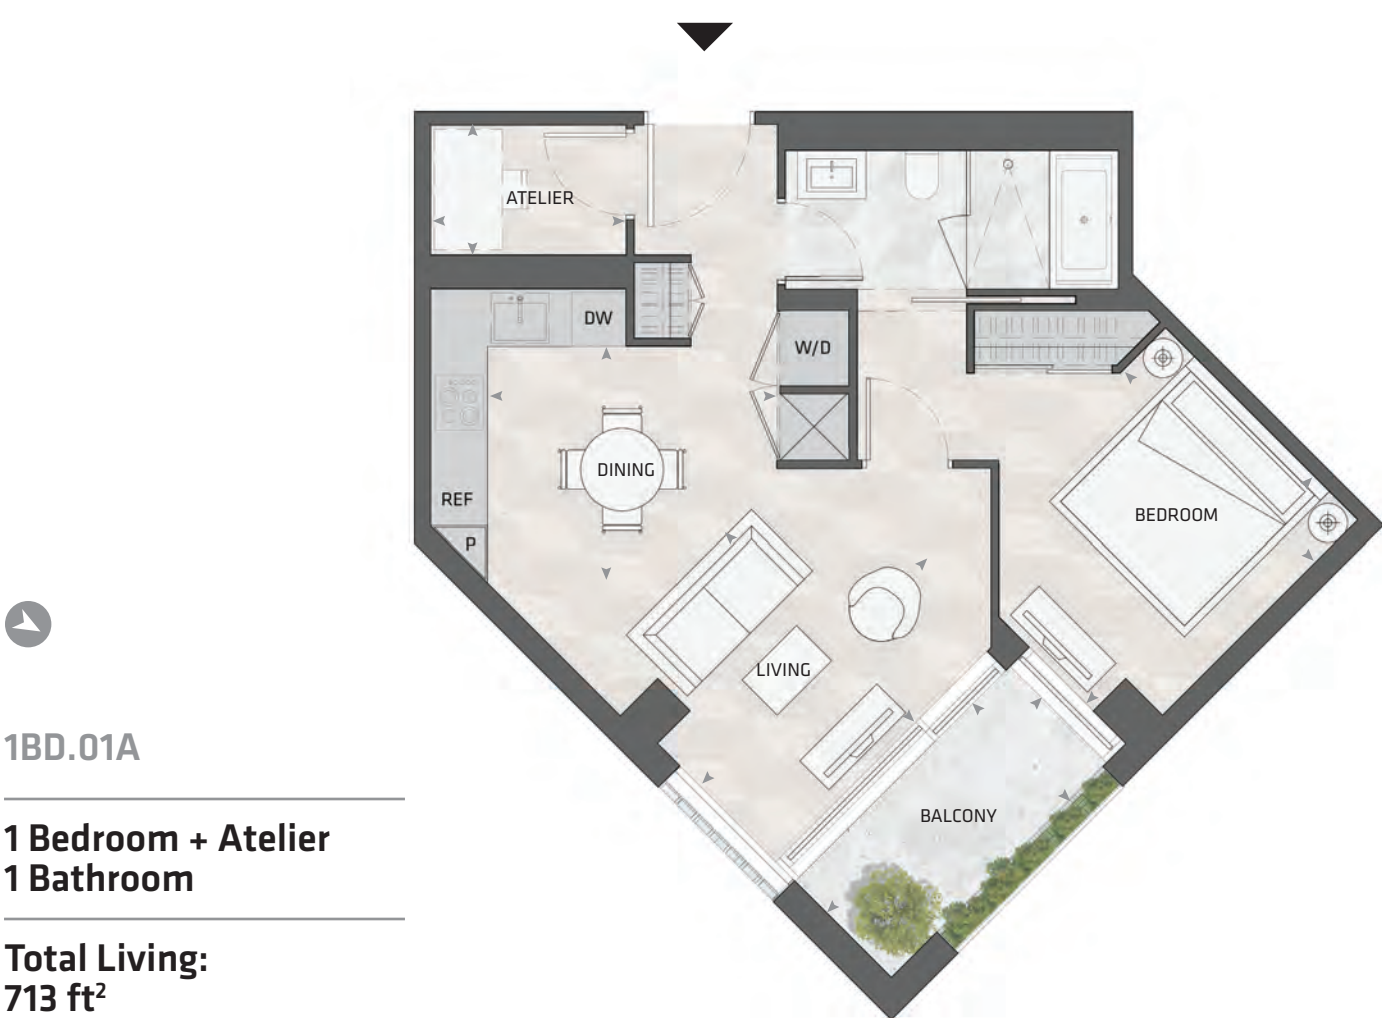 ATELIER
DW
W/D
DINING
REF
P
BEDROOM
LIVING
BALCONY
1BD.01A
1 Bedroom + Atelier
1 Bathroom
Total Living:
713 ft²